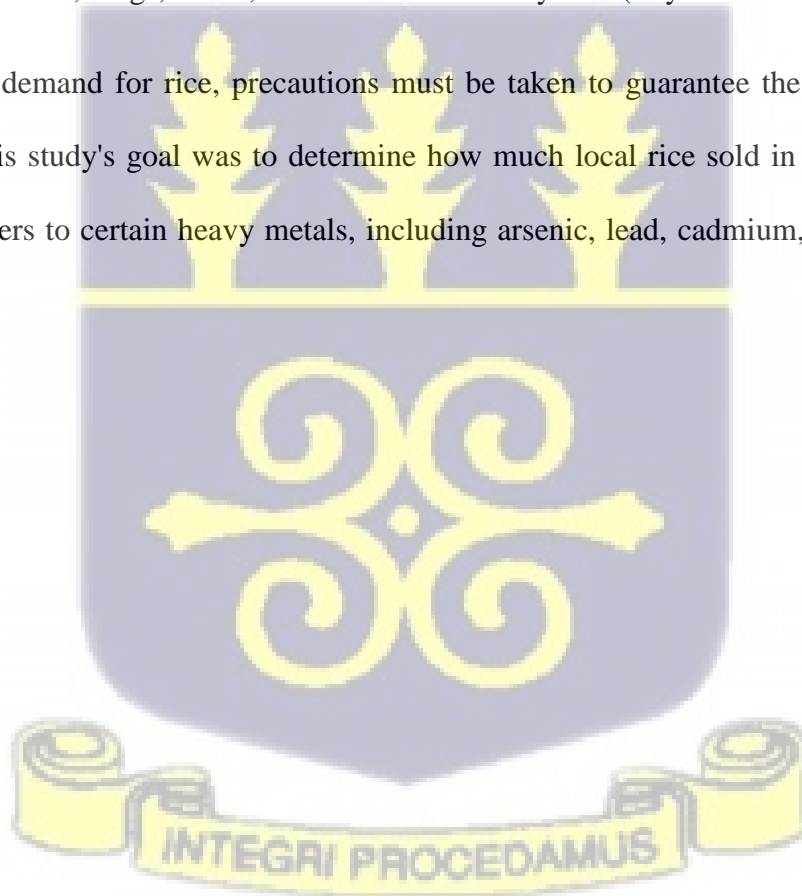 demand for rice, precautions must be taken to guarantee the
is study's goal was to determine how much local rice sold in
ers to certain heavy metals, including arsenic, lead, cadmium,
INTEGRI PROCEDAMUS